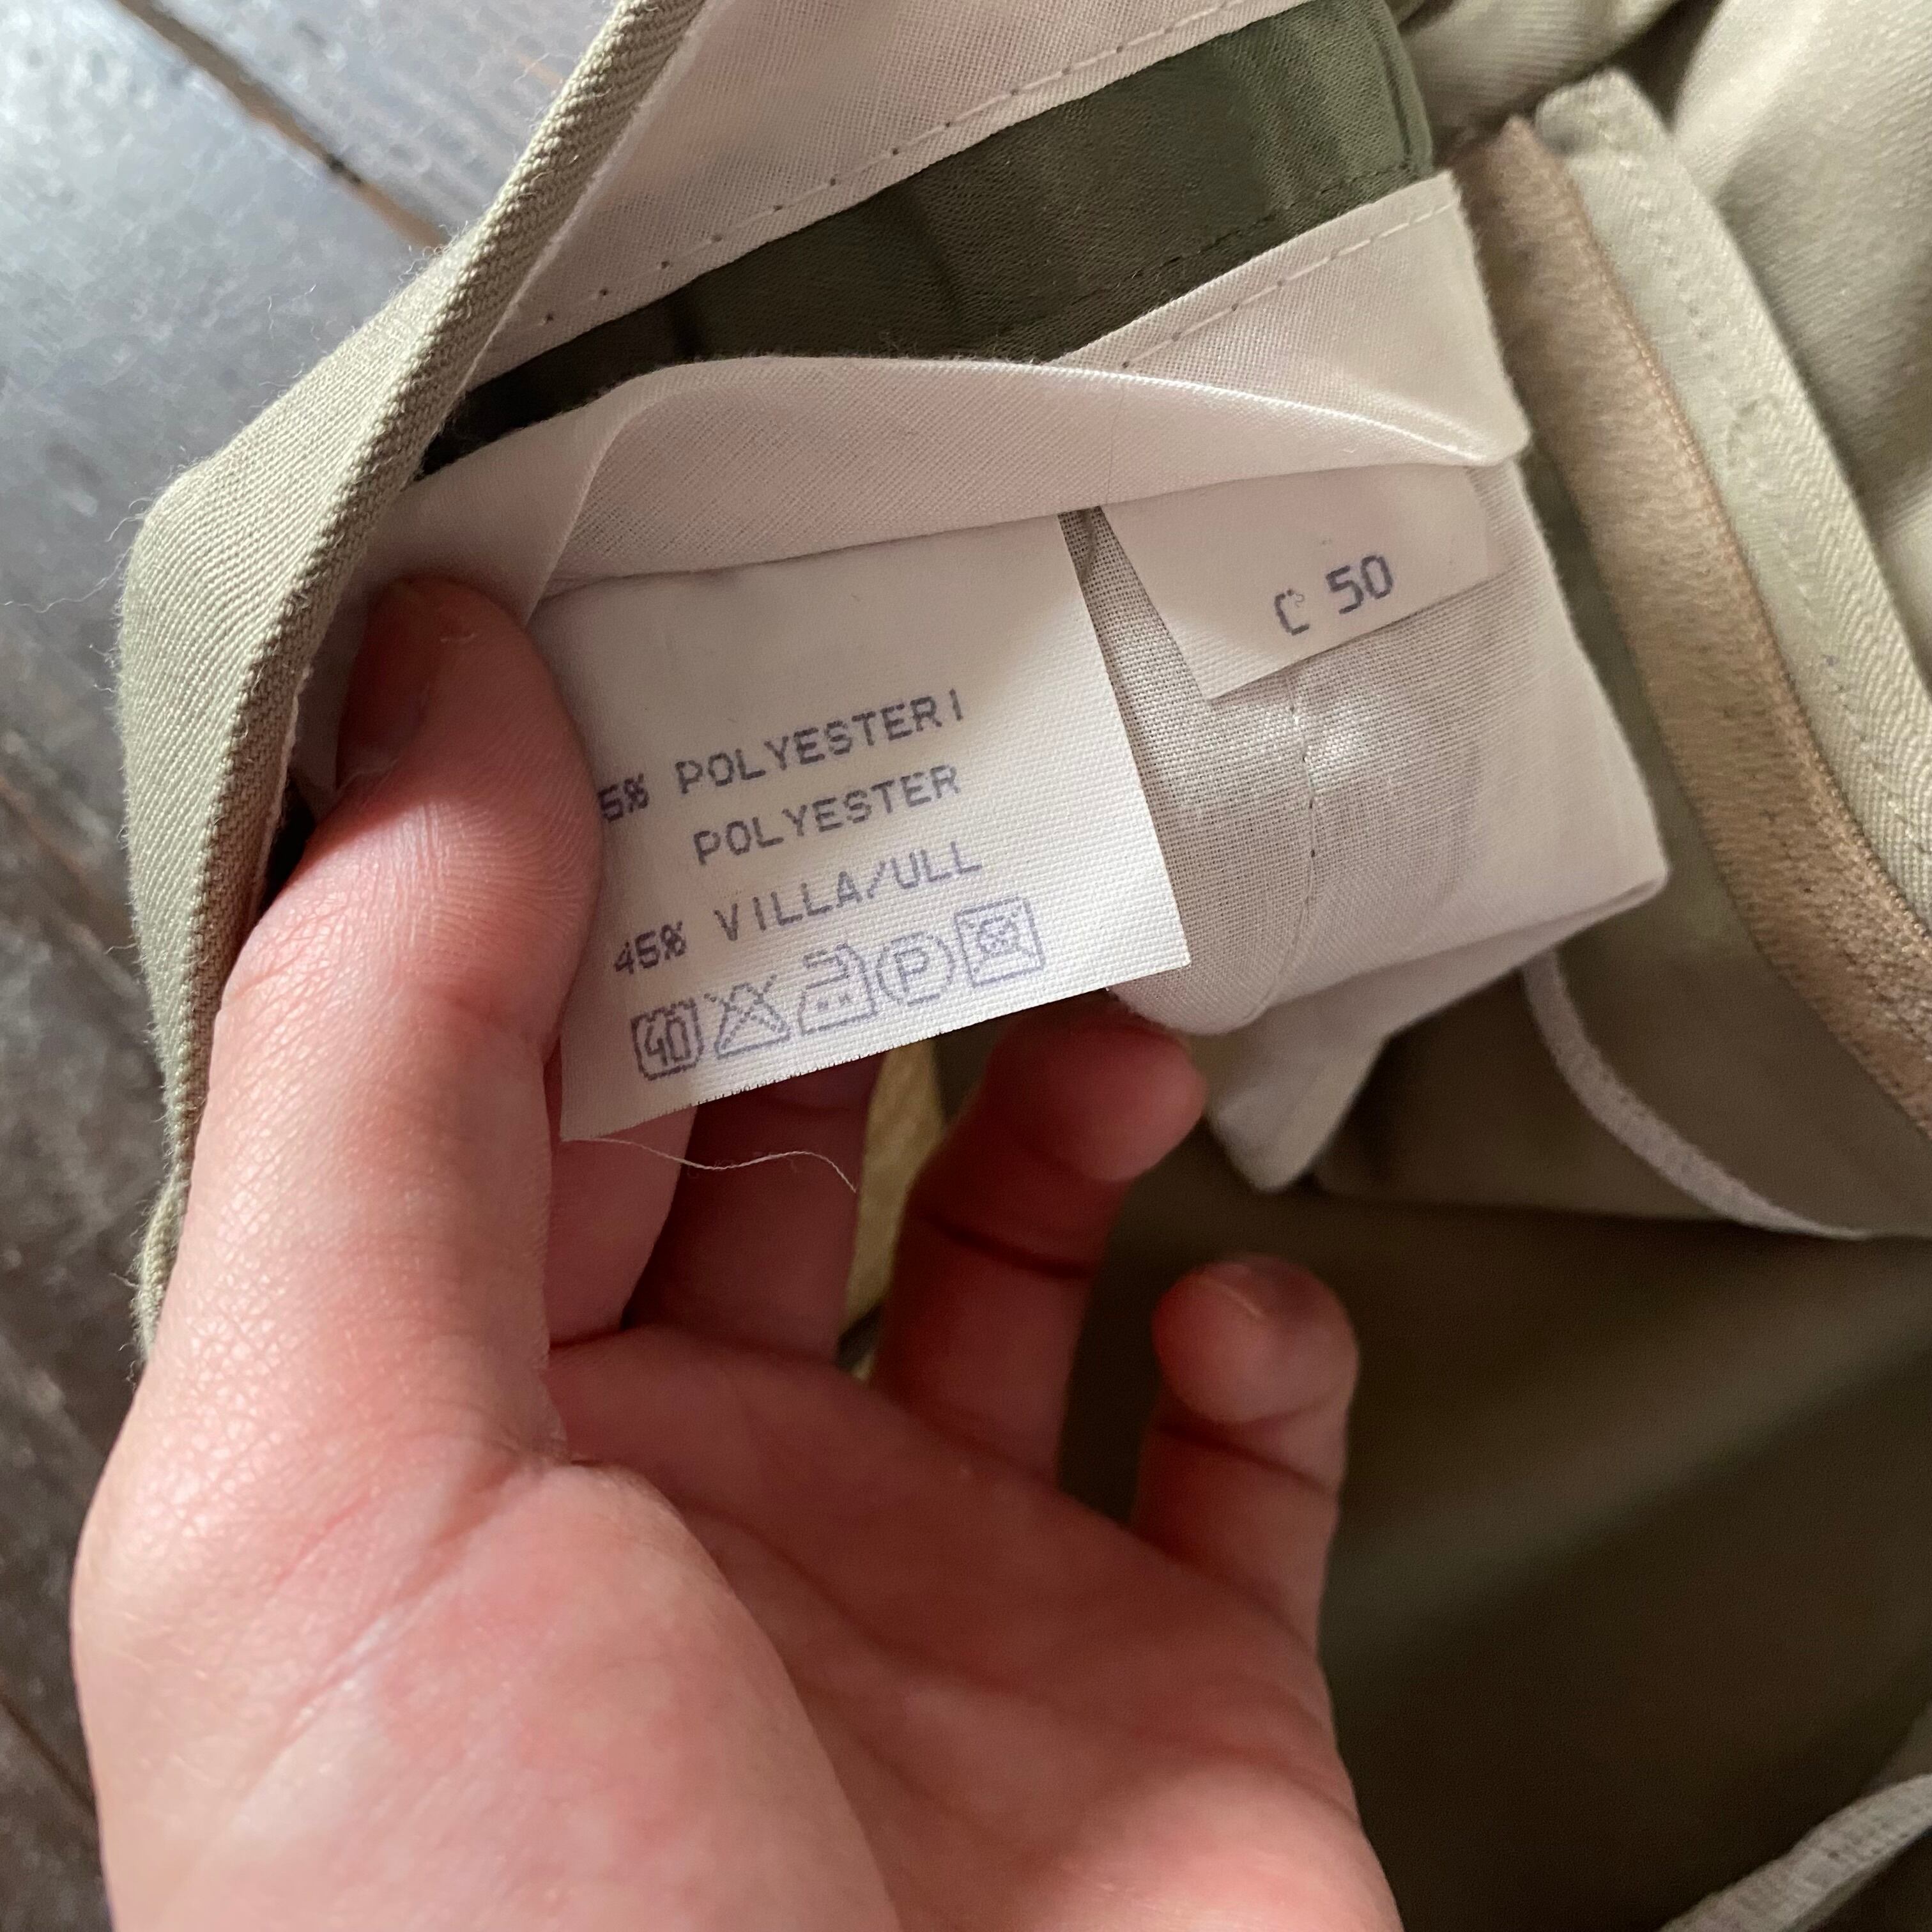 5% POLYESTERI
POLYESTER
45% VILLA/ULL
40 P
C 50